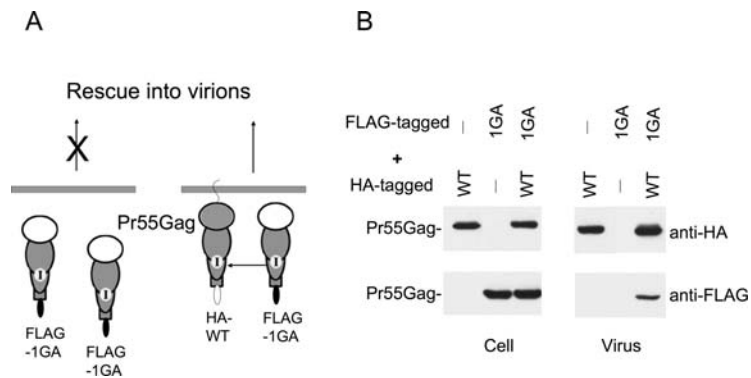 A
Rescue into virions
X
Pr55Gag
I
I
I
I
FLAG
-1GA
FLAG
-1GA
HA-
WT
FLAG
-1GA
B
FLAG-tagged – 1GA 1GA – 1GA 1GA
+
HA-tagged WT – WT WT – WT
Pr55Gag- anti-HA
Pr55Gag- anti-FLAG
Cell Virus